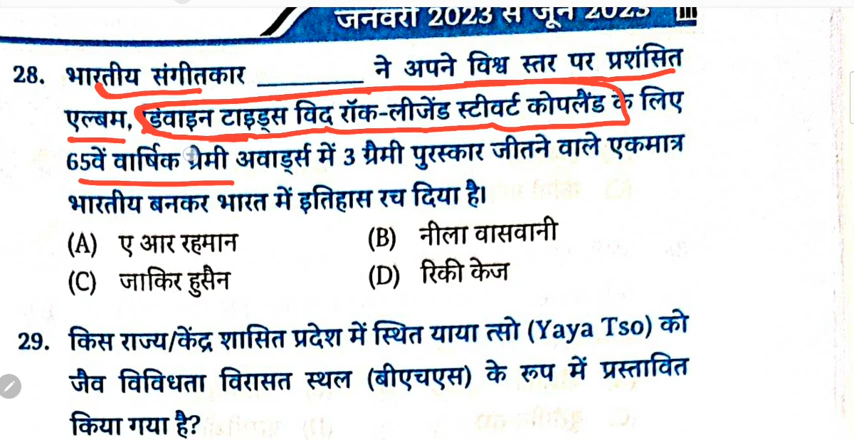 जनवरी 2023 से जून 2023
28. भारतीय संगीतकार __________ ने अपने विश्व स्तर पर प्रशंसित
एल्बम, डिवाइन टाइड्स विद रॉक-लीजेंड स्टीवर्ट कोपलैंड के लिए
65वें वार्षिक ग्रैमी अवार्ड्स में 3 ग्रैमी पुरस्कार जीतने वाले एकमात्र
भारतीय बनकर भारत में इतिहास रच दिया है।
(A) ए आर रहमान (B) नीला वासवानी
(C) जाकिर हुसैन (D) रिकी केज
29. किस राज्य/केंद्र शासित प्रदेश में स्थित याया त्सो (Yaya Tso) को
जैव विविधता विरासत स्थल (बीएचएस) के रूप में प्रस्तावित
किया गया है?